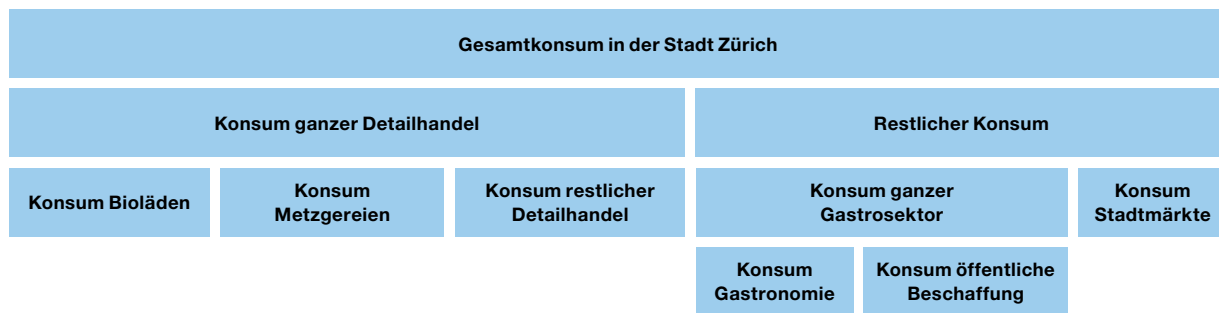 Gesamtkonsum in der Stadt Zürich
Konsum ganzer Detailhandel
Restlicher Konsum
Konsum Bioläden
Konsum
Metzgereien
Konsum restlicher
Detailhandel
Konsum ganzer
Gastrosektor
Konsum
Stadtmärkte
Konsum
Gastronomie
Konsum öffentliche
Beschaffung